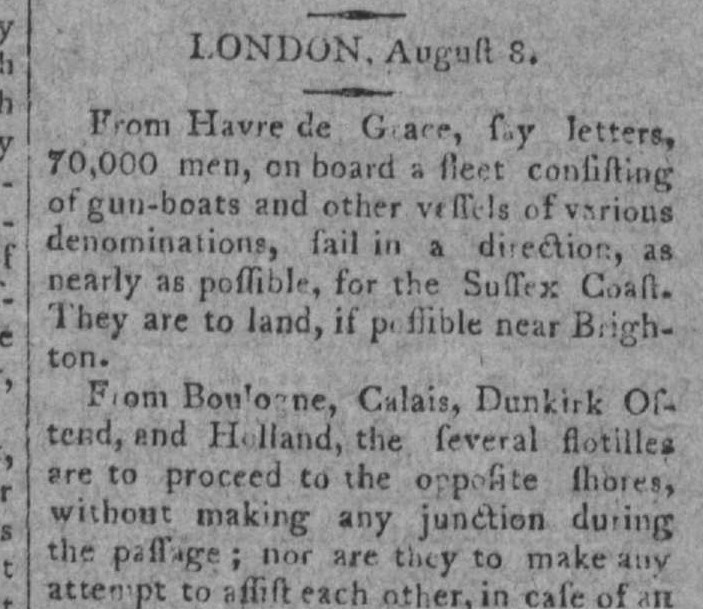 LONDON, Auguſt 8.
From Havre de Grace, ſay letters,
70,000 men, on board a fleet conſiſting
of gun-boats and other veſſels of various
denominations, ſail in a direction, as
nearly as poſſible, for the Suſſex Coaſt.
They are to land, if poſſible near Brigh-
ton.
From Boulogne, Calais, Dunkirk Oſ-
tend, and Holland, the ſeveral flotilles
are to proceed to the oppoſite ſhores,
without making any junction during
the paſſage; nor are they to make any
attempt to aſſiſt each other, in caſe of an